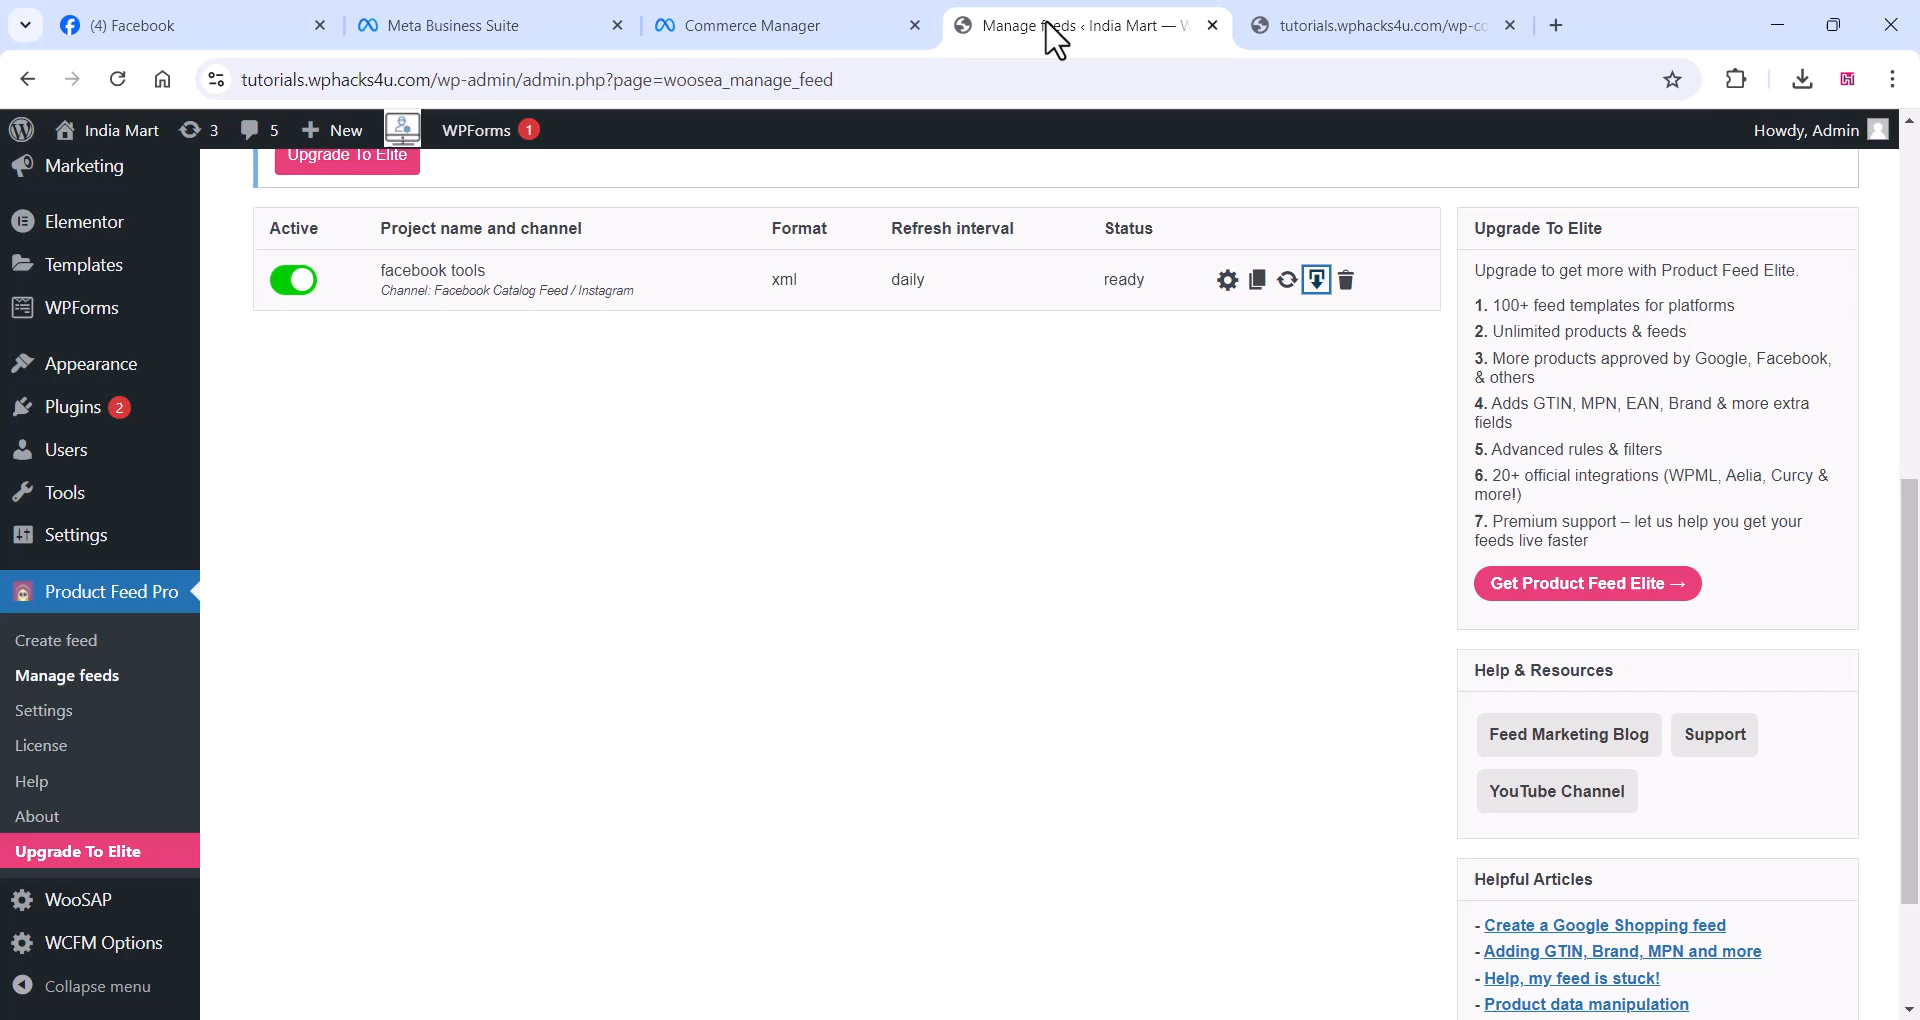 (4) Facebook
Meta Business Suite
Commerce Manager
Manage feeds ‹ India Mart — W
tutorials.wphacks4u.com/wp-co
tutorials.wphacks4u.com/wp-admin/admin.php?page=woosea_manage_feed
India Mart
3
5
New
WPForms 1
Howdy, Admin
Marketing
Elementor
Templates
WPForms
Appearance
Plugins 2
Users
Tools
Settings
Product Feed Pro
Create feed
Manage feeds
Settings
License
Help
About
Upgrade To Elite
WooSAP
WCFM Options
Collapse menu
Upgrade To Elite
Active Project name and channel Format Refresh interval Status
facebook tools
Channel: Facebook Catalog Feed / Instagram
xml daily ready
Upgrade To Elite
Upgrade to get more with Product Feed Elite.
1. 100+ feed templates for platforms
2. Unlimited products & feeds
3. More products approved by Google, Facebook,
& others
4. Adds GTIN, MPN, EAN, Brand & more extra
fields
5. Advanced rules & filters
6. 20+ official integrations (WPML, Aelia, Curcy &
more!)
7. Premium support – let us help you get your
feeds live faster
Get Product Feed Elite →
Help & Resources
Feed Marketing Blog Support
YouTube Channel
Helpful Articles
- Create a Google Shopping feed
- Adding GTIN, Brand, MPN and more
- Help, my feed is stuck!
- Product data manipulation